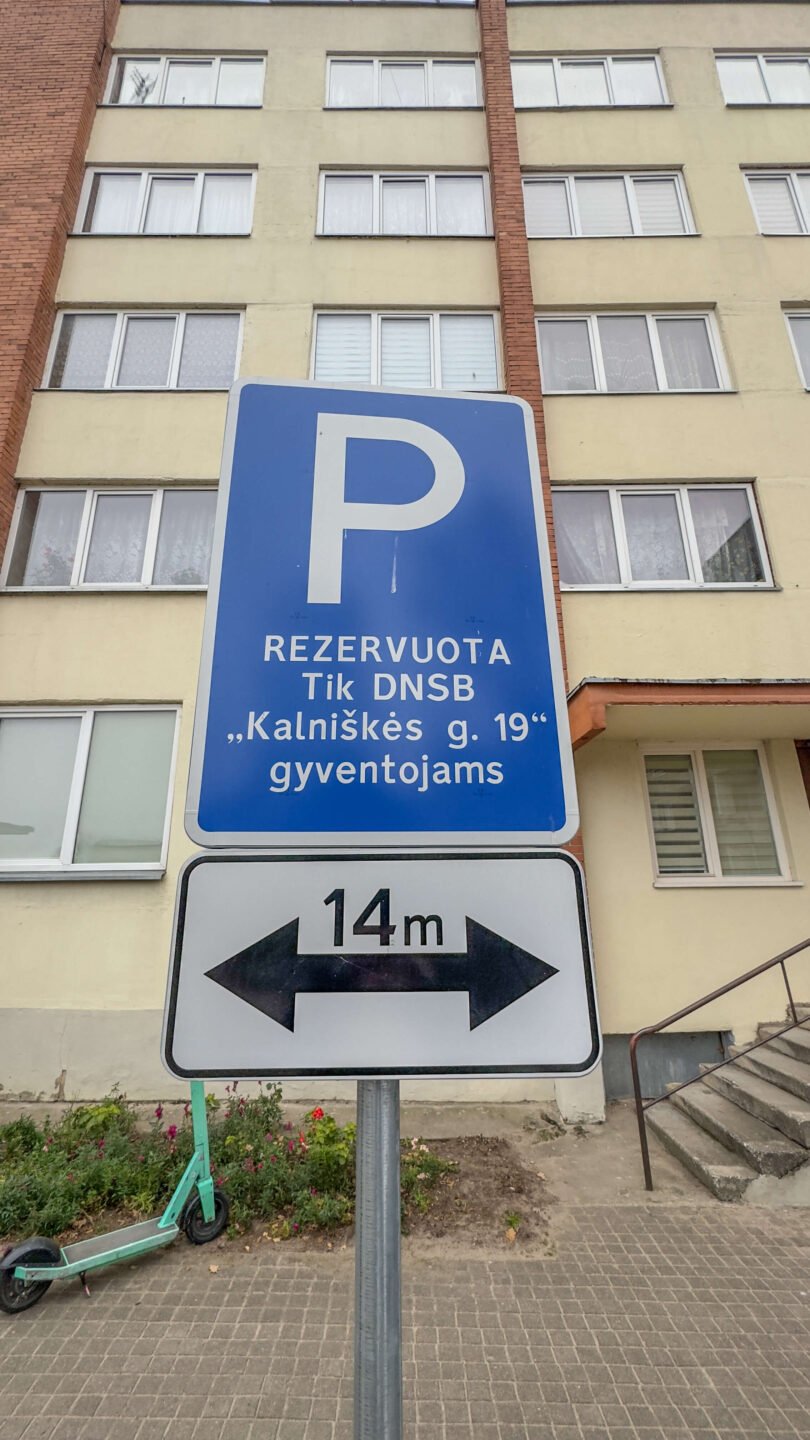 P
REZERVUOTA
Tik DNSB
„Kalniškės g. 19“
gyventojams
14m